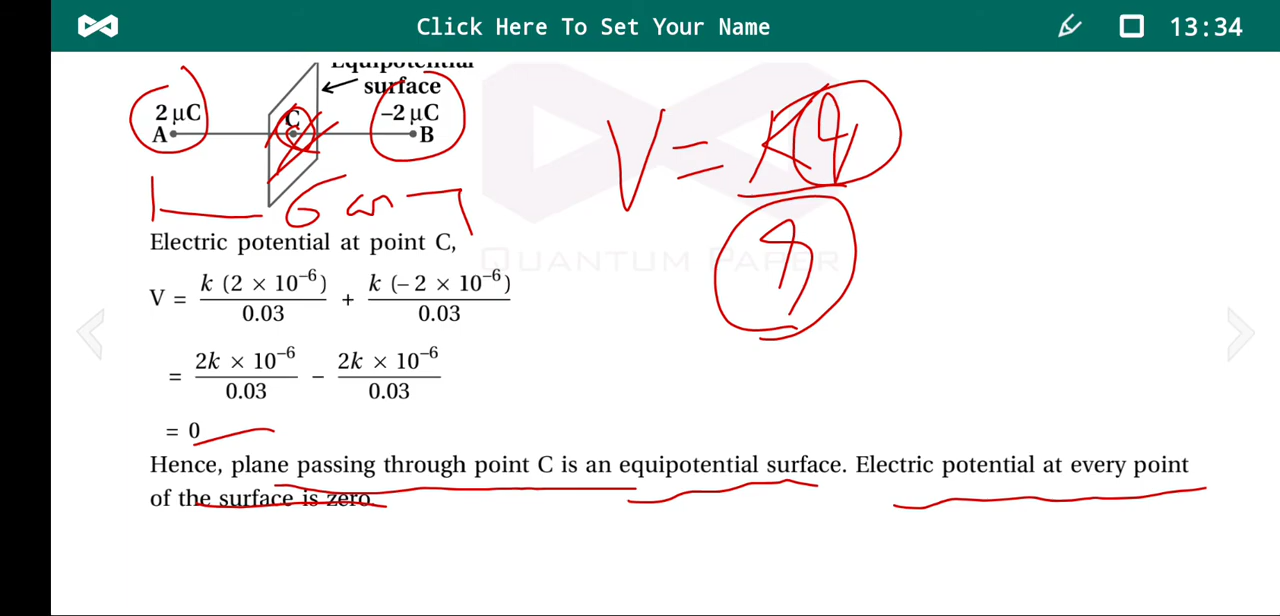 Click Here To Set Your Name
13:34
Equipotential
surface
2 μC
C
–2 μC
A
B
6 cm
V = Kq
r
Electric potential at point C,
V = k (2 × 10⁻⁶) / 0.03 + k (– 2 × 10⁻⁶) / 0.03
= 2k × 10⁻⁶ / 0.03 – 2k × 10⁻⁶ / 0.03
= 0
Hence, plane passing through point C is an equipotential surface. Electric potential at every point
of the surface is zero.
QUANTUM PAPER